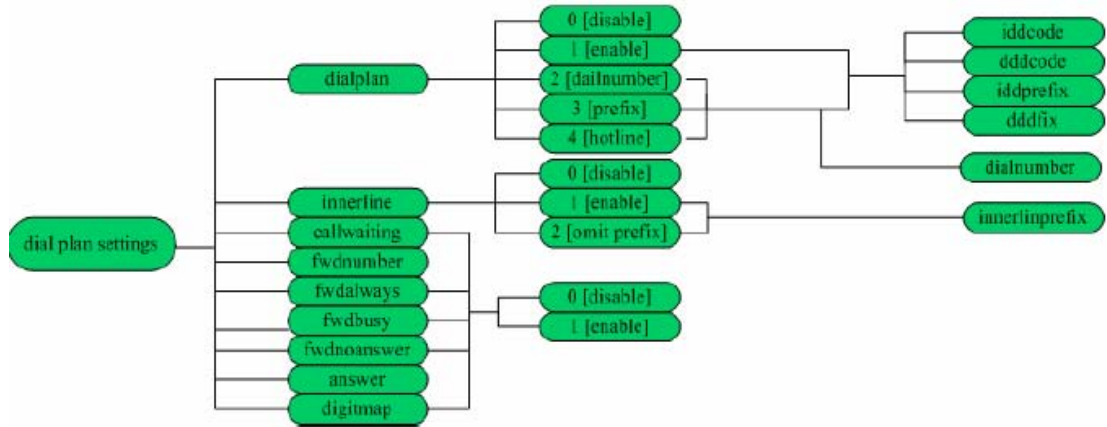 dial plan settings
dialplan
innerline
callwaiting
fwdnumber
fwdalways
fwdbusy
fwdnoanswer
answer
digitmap
0 [disable]
1 [enable]
2 [dailnumber]
3 [prefix]
4 [hotline]
0 [disable]
1 [enable]
2 [omit prefix]
0 [disable]
1 [enable]
iddcode
dddcode
iddprefix
dddfix
dialnumber
innerlinprefix